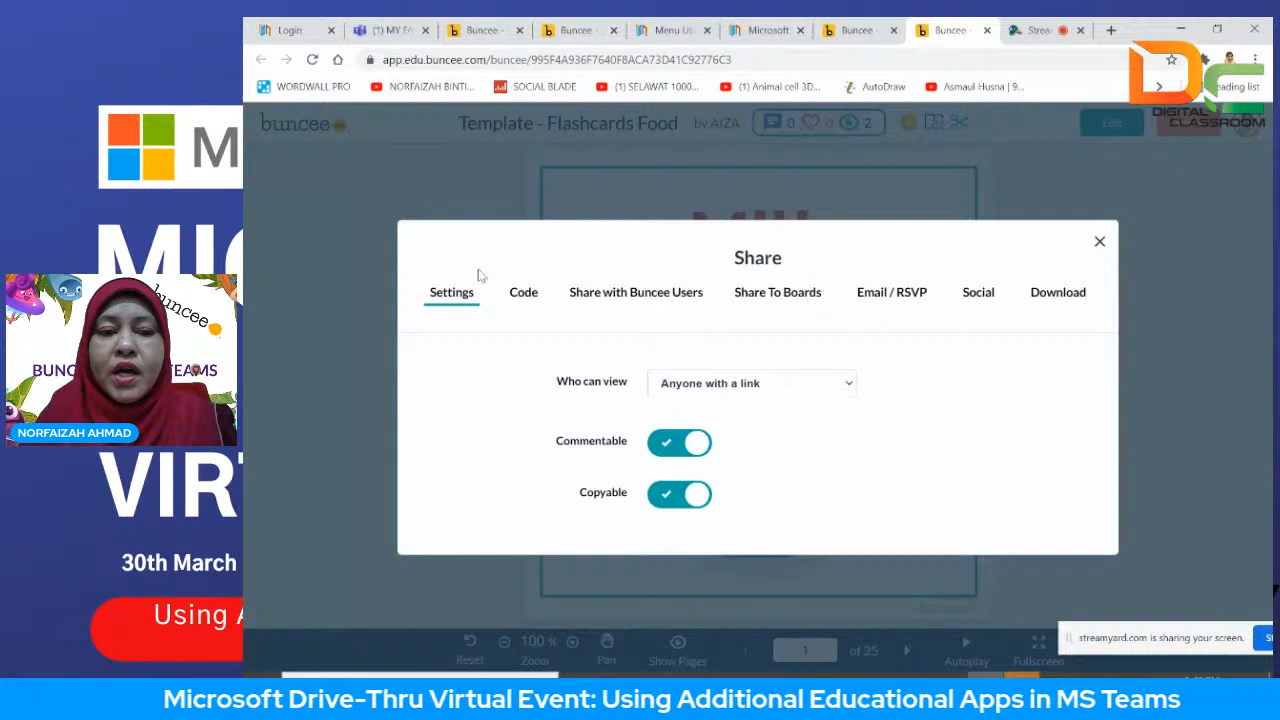 Login
(1) MY FA
Buncee -
Buncee -
Menu Ut
Microsoft
Buncee -
Buncee -
Strea
app.edu.buncee.com/buncee/995F4A936F7640F8ACA73D41C92776C3
WORDWALL PRO
NORFAIZAH BINTI...
SOCIAL BLADE
(1) SELAWAT 1000...
(1) Animal cell 3D...
AutoDraw
Asmaul Husna | 9...
eading list
DIGITAL
CLASSROOM
buncee
Template - Flashcards Food by AIZA
0 0 2
Edit
Share
Settings Code Share with Buncee Users Share To Boards Email / RSVP Social Download
Who can view Anyone with a link
Commentable
Copyable
Reset
100 %
Zoom
Pan
Show Pages
1 of 25
Autoplay
Fullscreen
streamyard.com is sharing your screen.
M
MIC
VIRT
30th March
Using A
buncee
BUNC TEAMS
NORFAIZAH AHMAD
Microsoft Drive-Thru Virtual Event: Using Additional Educational Apps in MS Teams